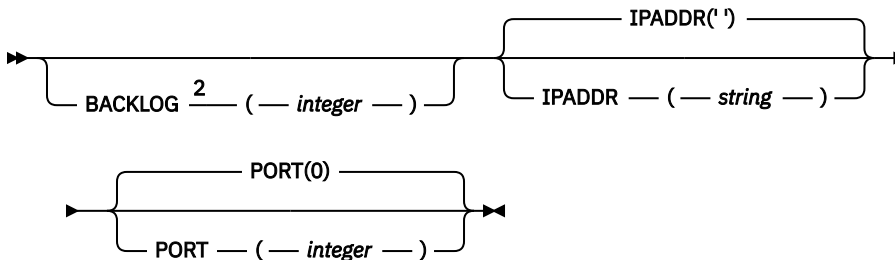 IPADDR(' ')
BACKLOG 2 ( integer )
IPADDR ( string )
PORT(0)
PORT ( integer )